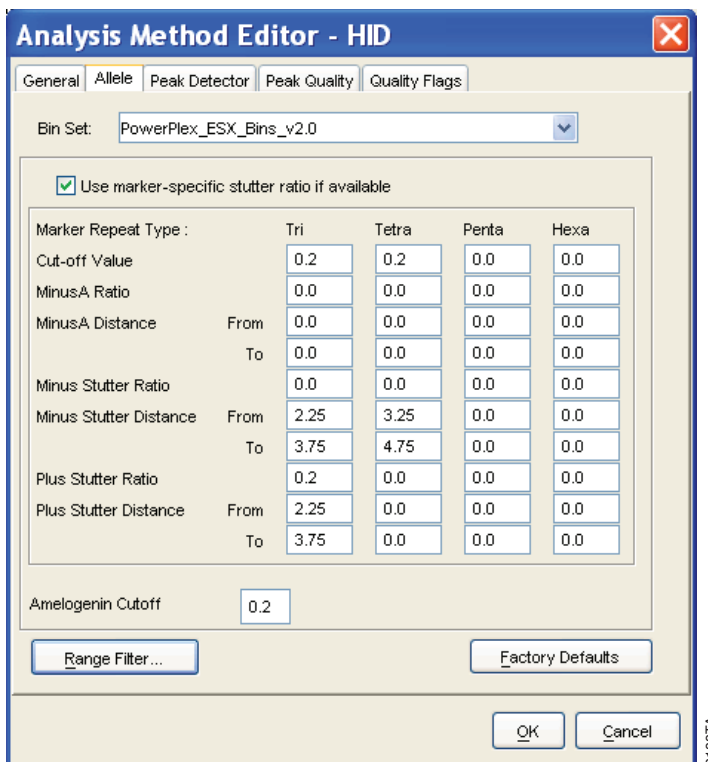 Analysis Method Editor - HID
General Allele Peak Detector Peak Quality Quality Flags
Bin Set: PowerPlex_ESX_Bins_v2.0
Use marker-specific stutter ratio if available
Marker Repeat Type : Tri Tetra Penta Hexa
Cut-off Value 0.2 0.2 0.0 0.0
MinusA Ratio 0.0 0.0 0.0 0.0
MinusA Distance From 0.0 0.0 0.0 0.0
To 0.0 0.0 0.0 0.0
Minus Stutter Ratio 0.0 0.0 0.0 0.0
Minus Stutter Distance From 2.25 3.25 0.0 0.0
To 3.75 4.75 0.0 0.0
Plus Stutter Ratio 0.2 0.0 0.0 0.0
Plus Stutter Distance From 2.25 0.0 0.0 0.0
To 3.75 0.0 0.0 0.0
Amelogenin Cutoff 0.2
Range Filter... Factory Defaults
OK Cancel